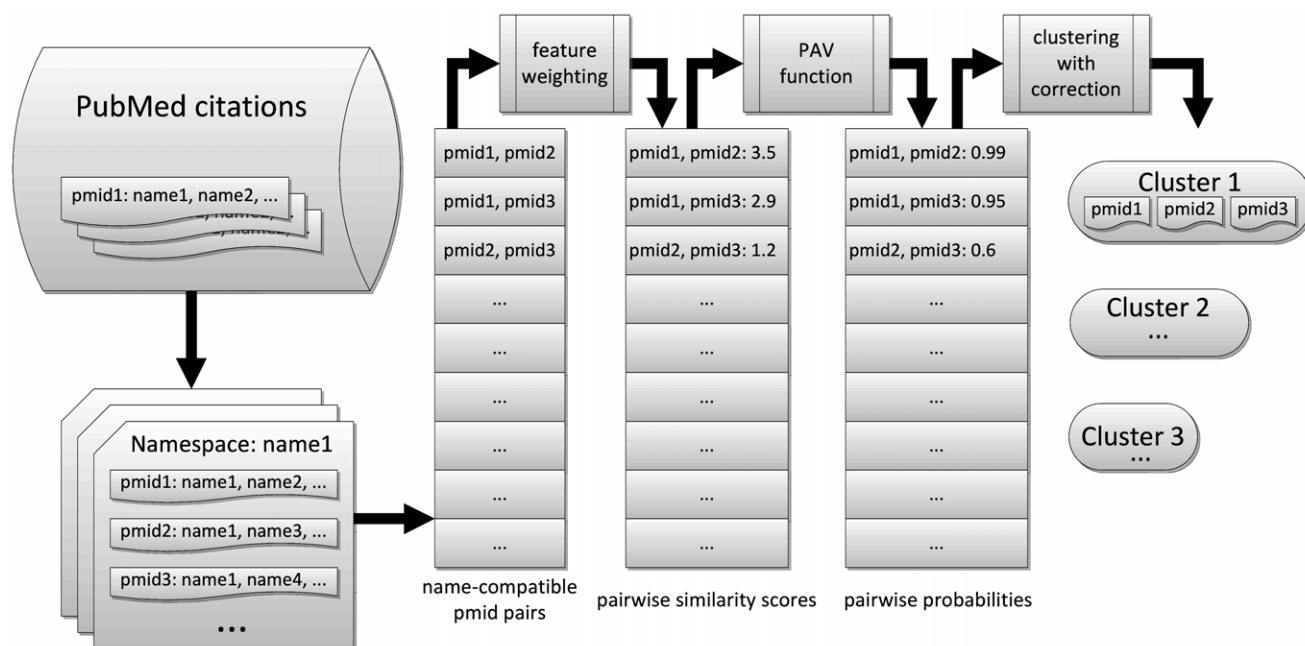 PubMed citations
pmid1: name1, name2, ...
Namespace: name1
pmid1: name1, name2, ...
pmid2: name1, name3, ...
pmid3: name1, name4, ...
...
pmid1, pmid2
pmid1, pmid3
pmid2, pmid3
...
...
...
...
...
...
name-compatible
pmid pairs
feature
weighting
pmid1, pmid2: 3.5
pmid1, pmid3: 2.9
pmid2, pmid3: 1.2
...
...
...
...
...
...
pairwise similarity scores
PAV
function
pmid1, pmid2: 0.99
pmid1, pmid3: 0.95
pmid2, pmid3: 0.6
...
...
...
...
...
...
pairwise probabilities
clustering
with
correction
Cluster 1
pmid1 pmid2 pmid3
Cluster 2
...
Cluster 3
...